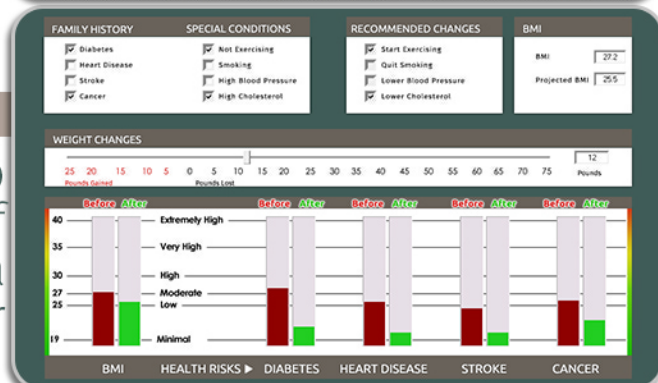 FAMILY HISTORY SPECIAL CONDITIONS RECOMMENDED CHANGES BMI
Diabetes Not Exercising Start Exercising
Heart Disease Smoking Quit Smoking BMI 27.2
Stroke High Blood Pressure Lower Blood Pressure Projected BMI 25.5
Cancer High Cholesterol Lower Cholesterol
WEIGHT CHANGES
12
25 20 15 10 5 0 5 10 15 20 25 30 35 40 45 50 55 60 65 70 75 Pounds
Pounds Gained Pounds Lost
Before After Before After Before After Before After Before After
40 Extremely High
35 Very High
30 High
27 Moderate
25 Low
19 Minimal
BMI HEALTH RISKS ▶ DIABETES HEART DISEASE STROKE CANCER